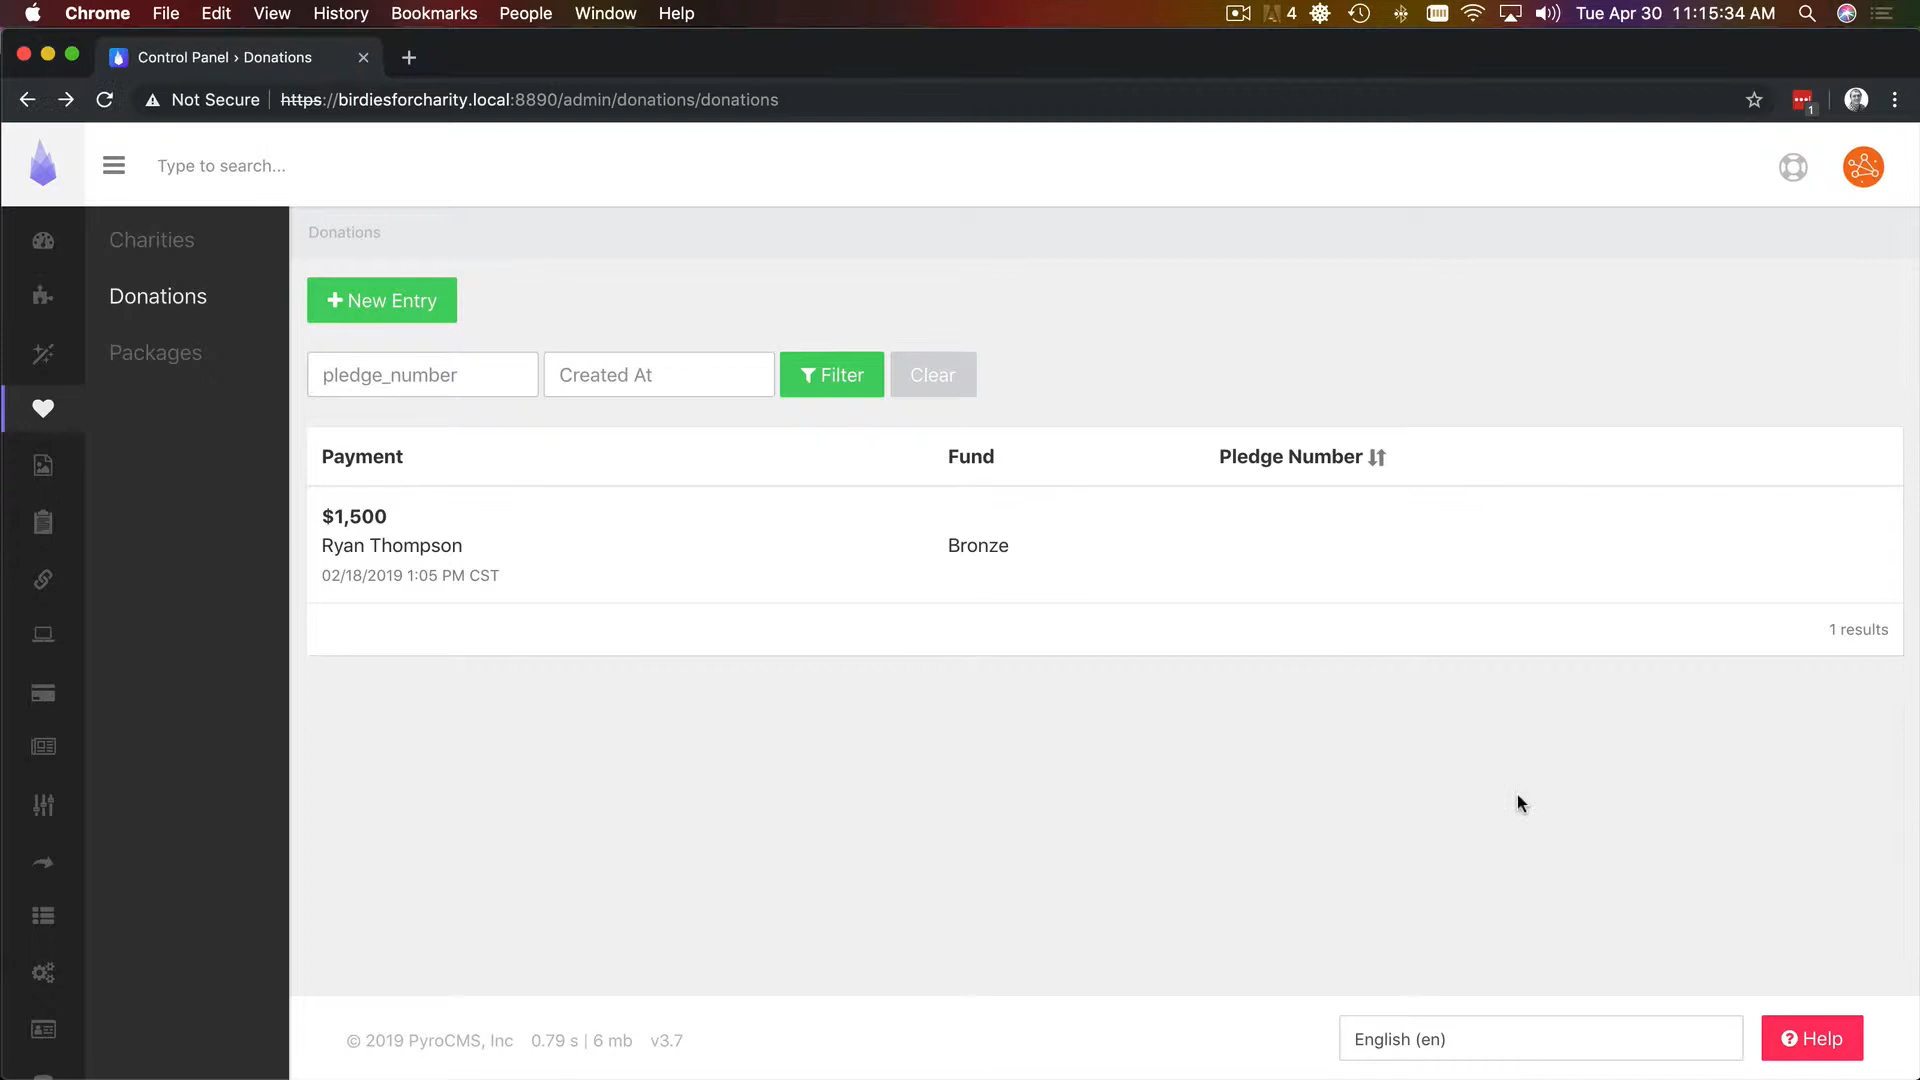 Chrome File Edit View History Bookmarks People Window Help 4 Tue Apr 30 11:15:34 AM
Control Panel › Donations
Not Secure https://birdiesforcharity.local:8890/admin/donations/donations 1
Type to search...
Charities
Donations
Packages
Donations
New Entry
pledge_number Created At Filter Clear
Payment Fund Pledge Number
$1,500
Ryan Thompson Bronze
02/18/2019 1:05 PM CST
1 results
© 2019 PyroCMS, Inc 0.79 s | 6 mb v3.7 English (en) Help